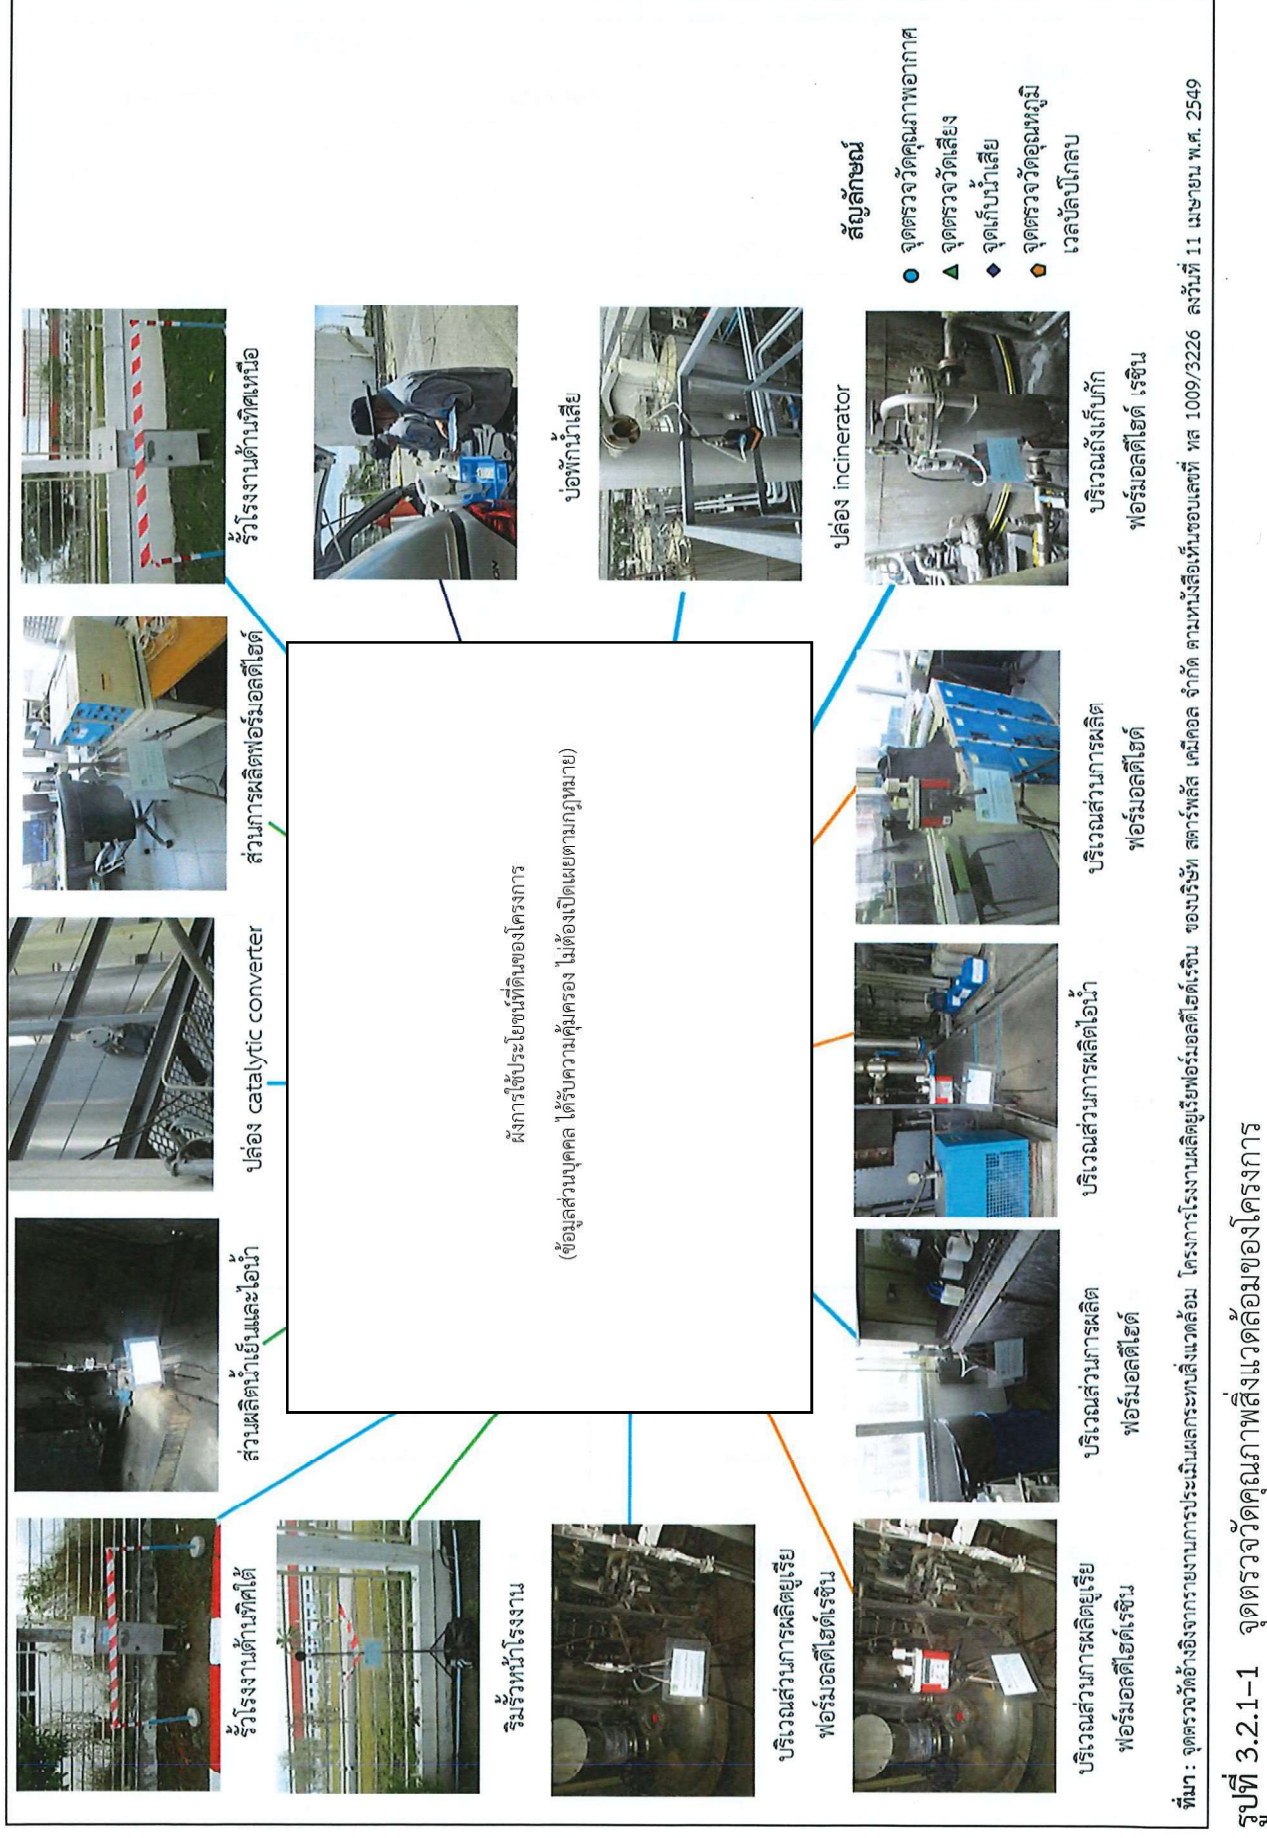 รั้วโรงงานด้านทิศใต้
ส่วนผลิตน้ำเย็นและไอน้ำ
ปล่อง catalytic converter
ส่วนการผลิตฟอร์มอลดีไฮด์
รั้วโรงงานด้านทิศเหนือ
ริมรั้วหน้าโรงงาน
บ่อพักน้ำเสีย
ผังการใช้ประโยชน์ที่ดินของโครงการ
(ข้อมูลส่วนบุคคล ได้รับความคุ้มครอง ไม่ต้องเปิดเผยตามกฎหมาย)
บริเวณส่วนการผลิตยูเรีย
ฟอร์มอลดีไฮด์เรซิน
ปล่อง incinerator
บริเวณส่วนการผลิตยูเรีย
ฟอร์มอลดีไฮด์เรซิน
บริเวณส่วนการผลิต
ฟอร์มอลดีไฮด์
บริเวณส่วนการผลิตไอน้ำ
บริเวณส่วนการผลิต
ฟอร์มอลดีไฮด์
บริเวณถังเก็บกัก
ฟอร์มอลดีไฮด์ เรซิน
สัญลักษณ์
จุดตรวจวัดคุณภาพอากาศ
จุดตรวจวัดเสียง
จุดเก็บน้ำเสีย
จุดตรวจวัดอุณหภูมิ
เวลบัลบ์โกลบ
ที่มา : จุดตรวจวัดอ้างอิงจากรายงานการประเมินผลกระทบสิ่งแวดล้อม โครงการโรงงานผลิตยูเรียฟอร์มอลดีไฮด์เรซิน ของบริษัท สตาร์พลัส เคมีคอล จำกัด ตามหนังสือเห็นชอบเลขที่ ทส 1009/3226 ลงวันที่ 11 เมษายน พ.ศ. 2549
รูปที่ 3.2.1-1 จุดตรวจวัดคุณภาพสิ่งแวดล้อมของโครงการ